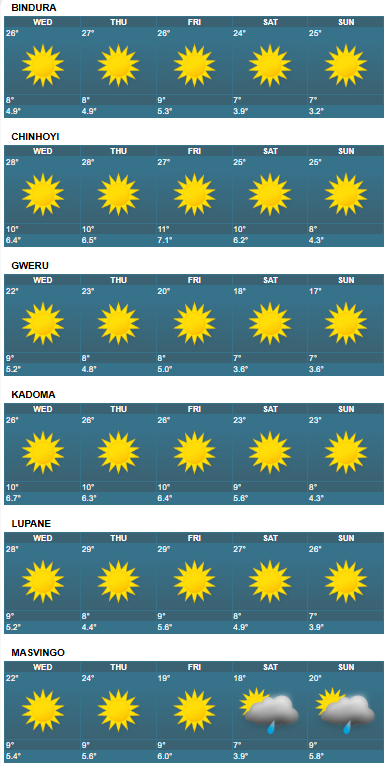 BINDURA
WED THU FRI SAT SUN
26° 27° 26° 24° 25°
8° 8° 9° 7° 7°
4.9° 4.9° 5.3° 3.9° 3.2°
CHINHOYI
WED THU FRI SAT SUN
28° 28° 27° 25° 25°
10° 10° 11° 10° 8°
6.4° 6.5° 7.1° 6.2° 4.3°
GWERU
WED THU FRI SAT SUN
22° 23° 20° 18° 17°
9° 8° 8° 7° 7°
5.2° 4.8° 5.0° 3.6° 3.6°
KADOMA
WED THU FRI SAT SUN
26° 26° 26° 23° 23°
10° 10° 10° 9° 8°
6.7° 6.3° 6.4° 5.6° 4.3°
LUPANE
WED THU FRI SAT SUN
28° 29° 29° 27° 26°
9° 8° 9° 8° 7°
5.2° 4.4° 5.6° 4.9° 3.9°
MASVINGO
WED THU FRI SAT SUN
22° 24° 19° 18° 20°
9° 9° 9° 7° 9°
5.4° 5.6° 6.0° 3.9° 5.8°